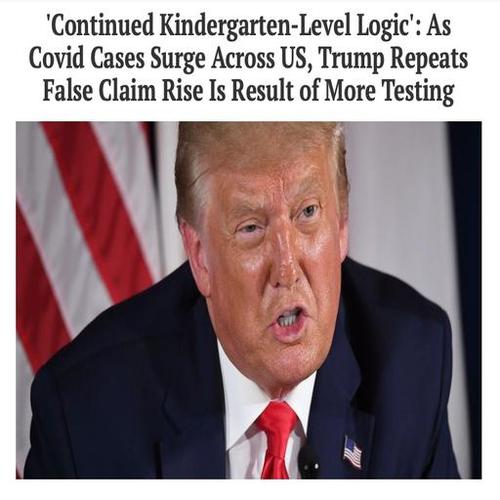 'Continued Kindergarten-Level Logic': As
Covid Cases Surge Across US, Trump Repeats
False Claim Rise Is Result of More Testing